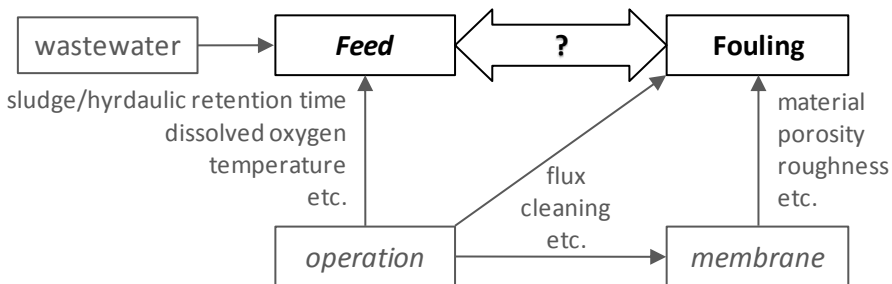 wastewater
Feed
?
Fouling
sludge/hyrdaulic retention time
dissolved oxygen
temperature
etc.
material
porosity
roughness
etc.
flux
cleaning
etc.
operation
membrane